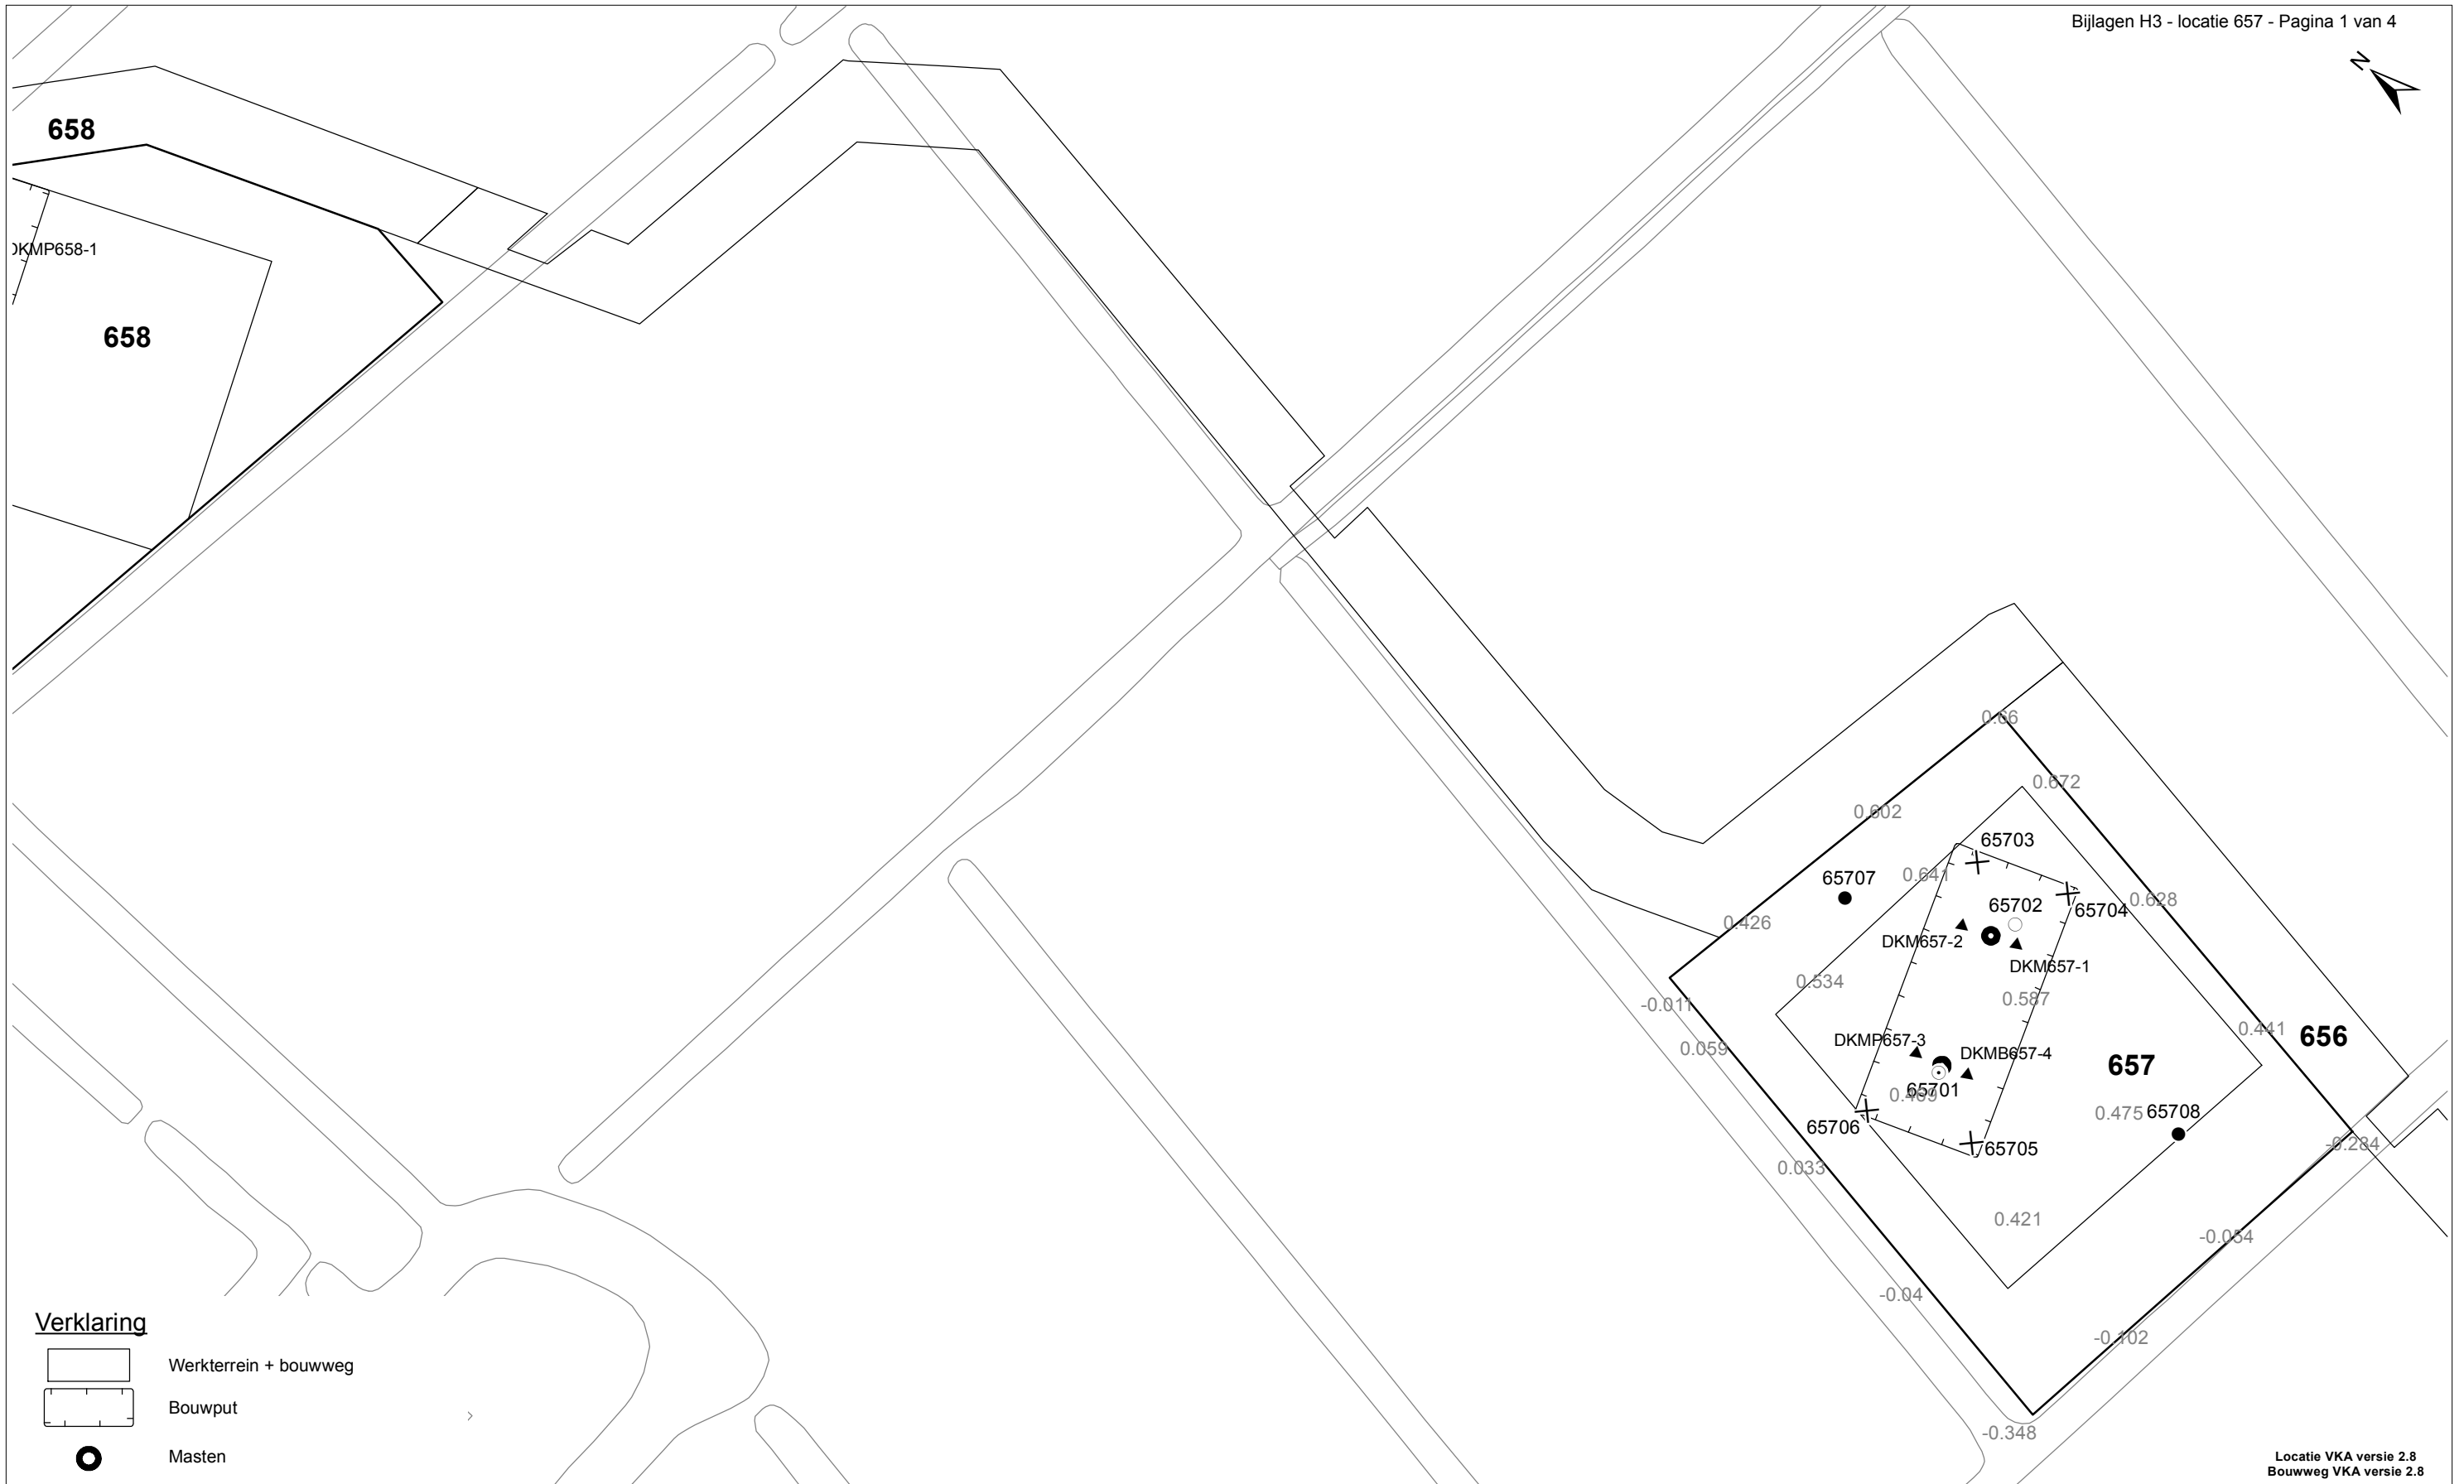 Bijlagen H3 - locatie 657 - Pagina 1 van 4
N
658
DKMP658-1
658
0.66
0.672
0.602
65703
0.641
65707
65704
0.628
65702
0.426
DKM657-2
DKM657-1
0.534
0.587
-0.011
0.441
656
0.059
DKMP657-3
DKMB657-4
657
65701
0.475
65708
65706
65705
-0.284
0.033
0.421
-0.054
-0.04
-0.102
-0.348
Verklaring
Werkterrein + bouwweg
Bouwput
Masten
Locatie VKA versie 2.8
Bouwweg VKA versie 2.8